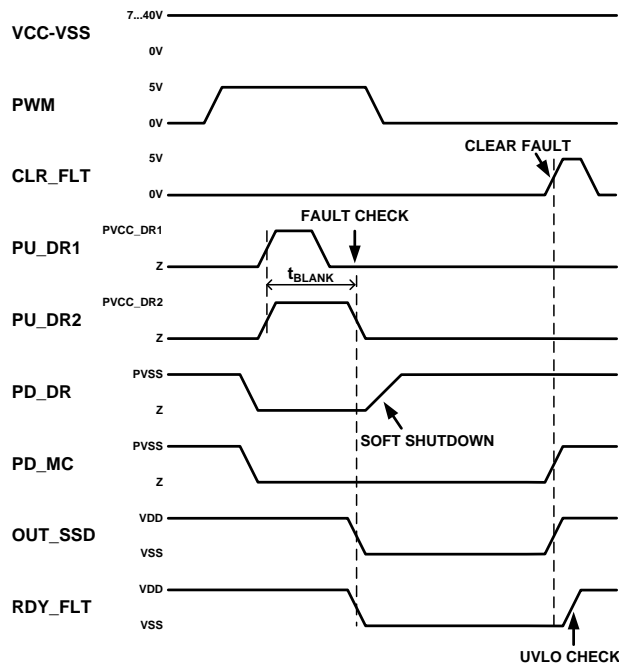 7...40V
VCC-VSS
0V
5V
PWM
0V
CLEAR FAULT
5V
CLR_FLT
0V
FAULT CHECK
PVCC_DR1
PU_DR1
Z
tBLANK
PVCC_DR2
PU_DR2
Z
PVSS
PD_DR
Z
SOFT SHUTDOWN
PVSS
PD_MC
Z
VDD
OUT_SSD
VSS
VDD
RDY_FLT
VSS
UVLO CHECK